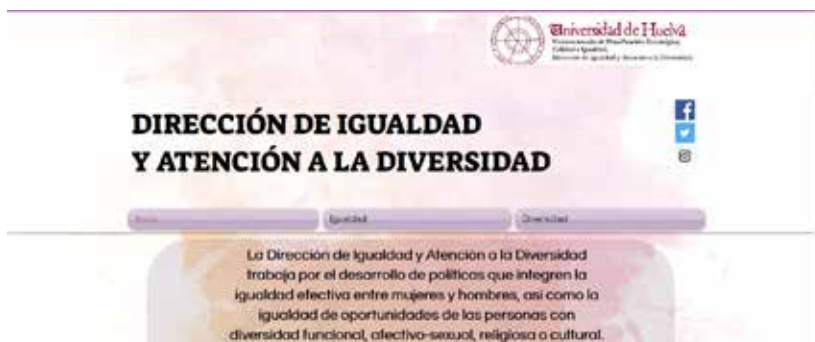 Universidad de Huelva
DIRECCIÓN DE IGUALDAD
Y ATENCIÓN A LA DIVERSIDAD
Inicio
Igualdad
Diversidad
La Dirección de Igualdad y Atención a la Diversidad
trabaja por el desarrollo de políticas que integren la
igualdad efectiva entre mujeres y hombres, así como la
igualdad de oportunidades de las personas con
diversidad funcional, afectivo-sexual, religiosa o cultural.